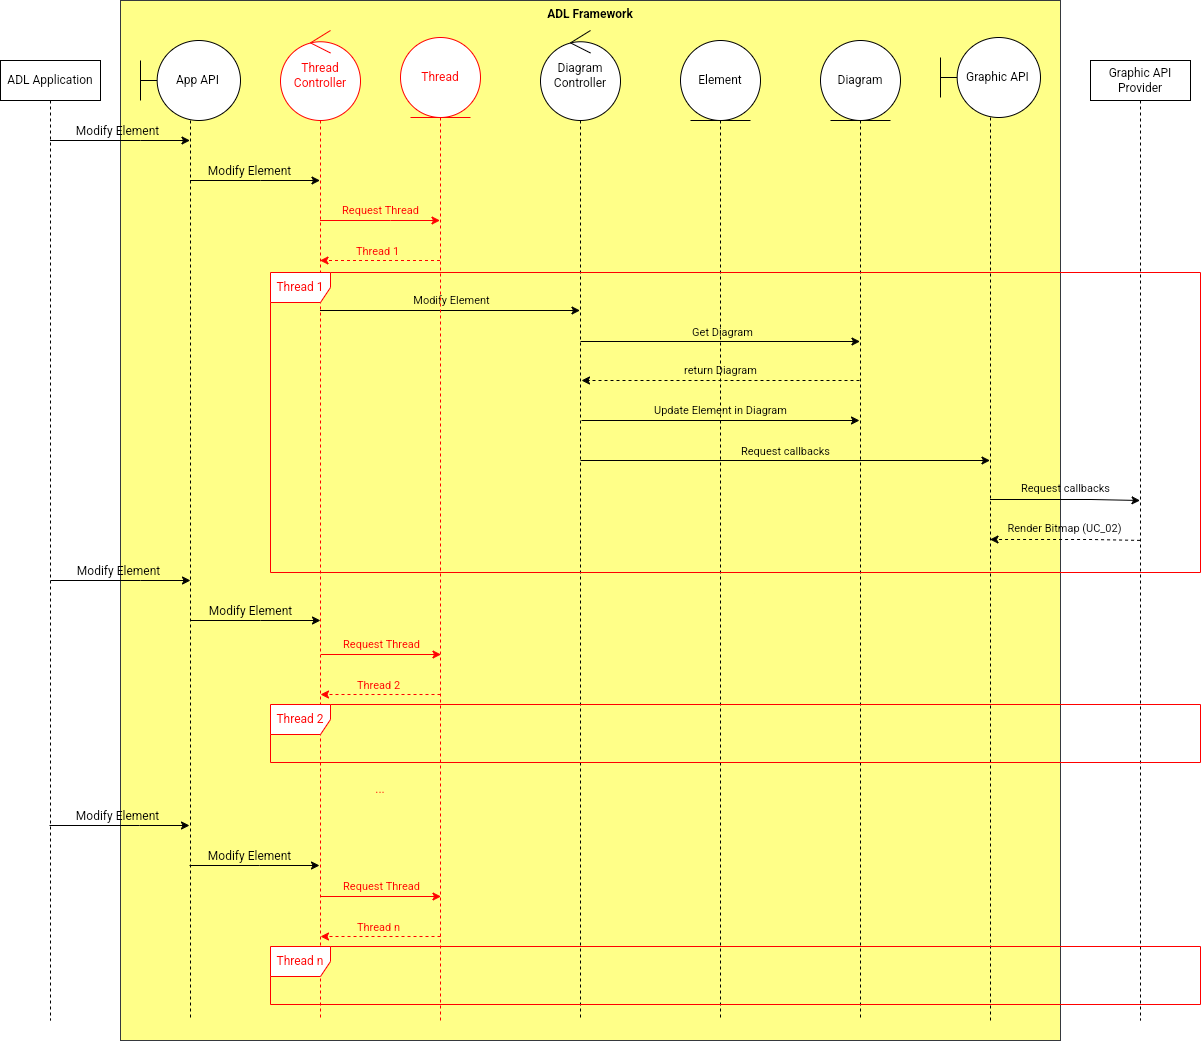 ADL Framework
ADL Application
App API
Thread
Controller
Thread
Diagram
Controller
Element
Diagram
Graphic API
Graphic API
Provider
Modify Element
Modify Element
Request Thread
Thread 1
Thread 1
Modify Element
Get Diagram
return Diagram
Update Element in Diagram
Request callbacks
Request callbacks
Render Bitmap (UC_02)
Modify Element
Modify Element
Request Thread
Thread 2
Thread 2
...
Modify Element
Modify Element
Request Thread
Thread n
Thread n